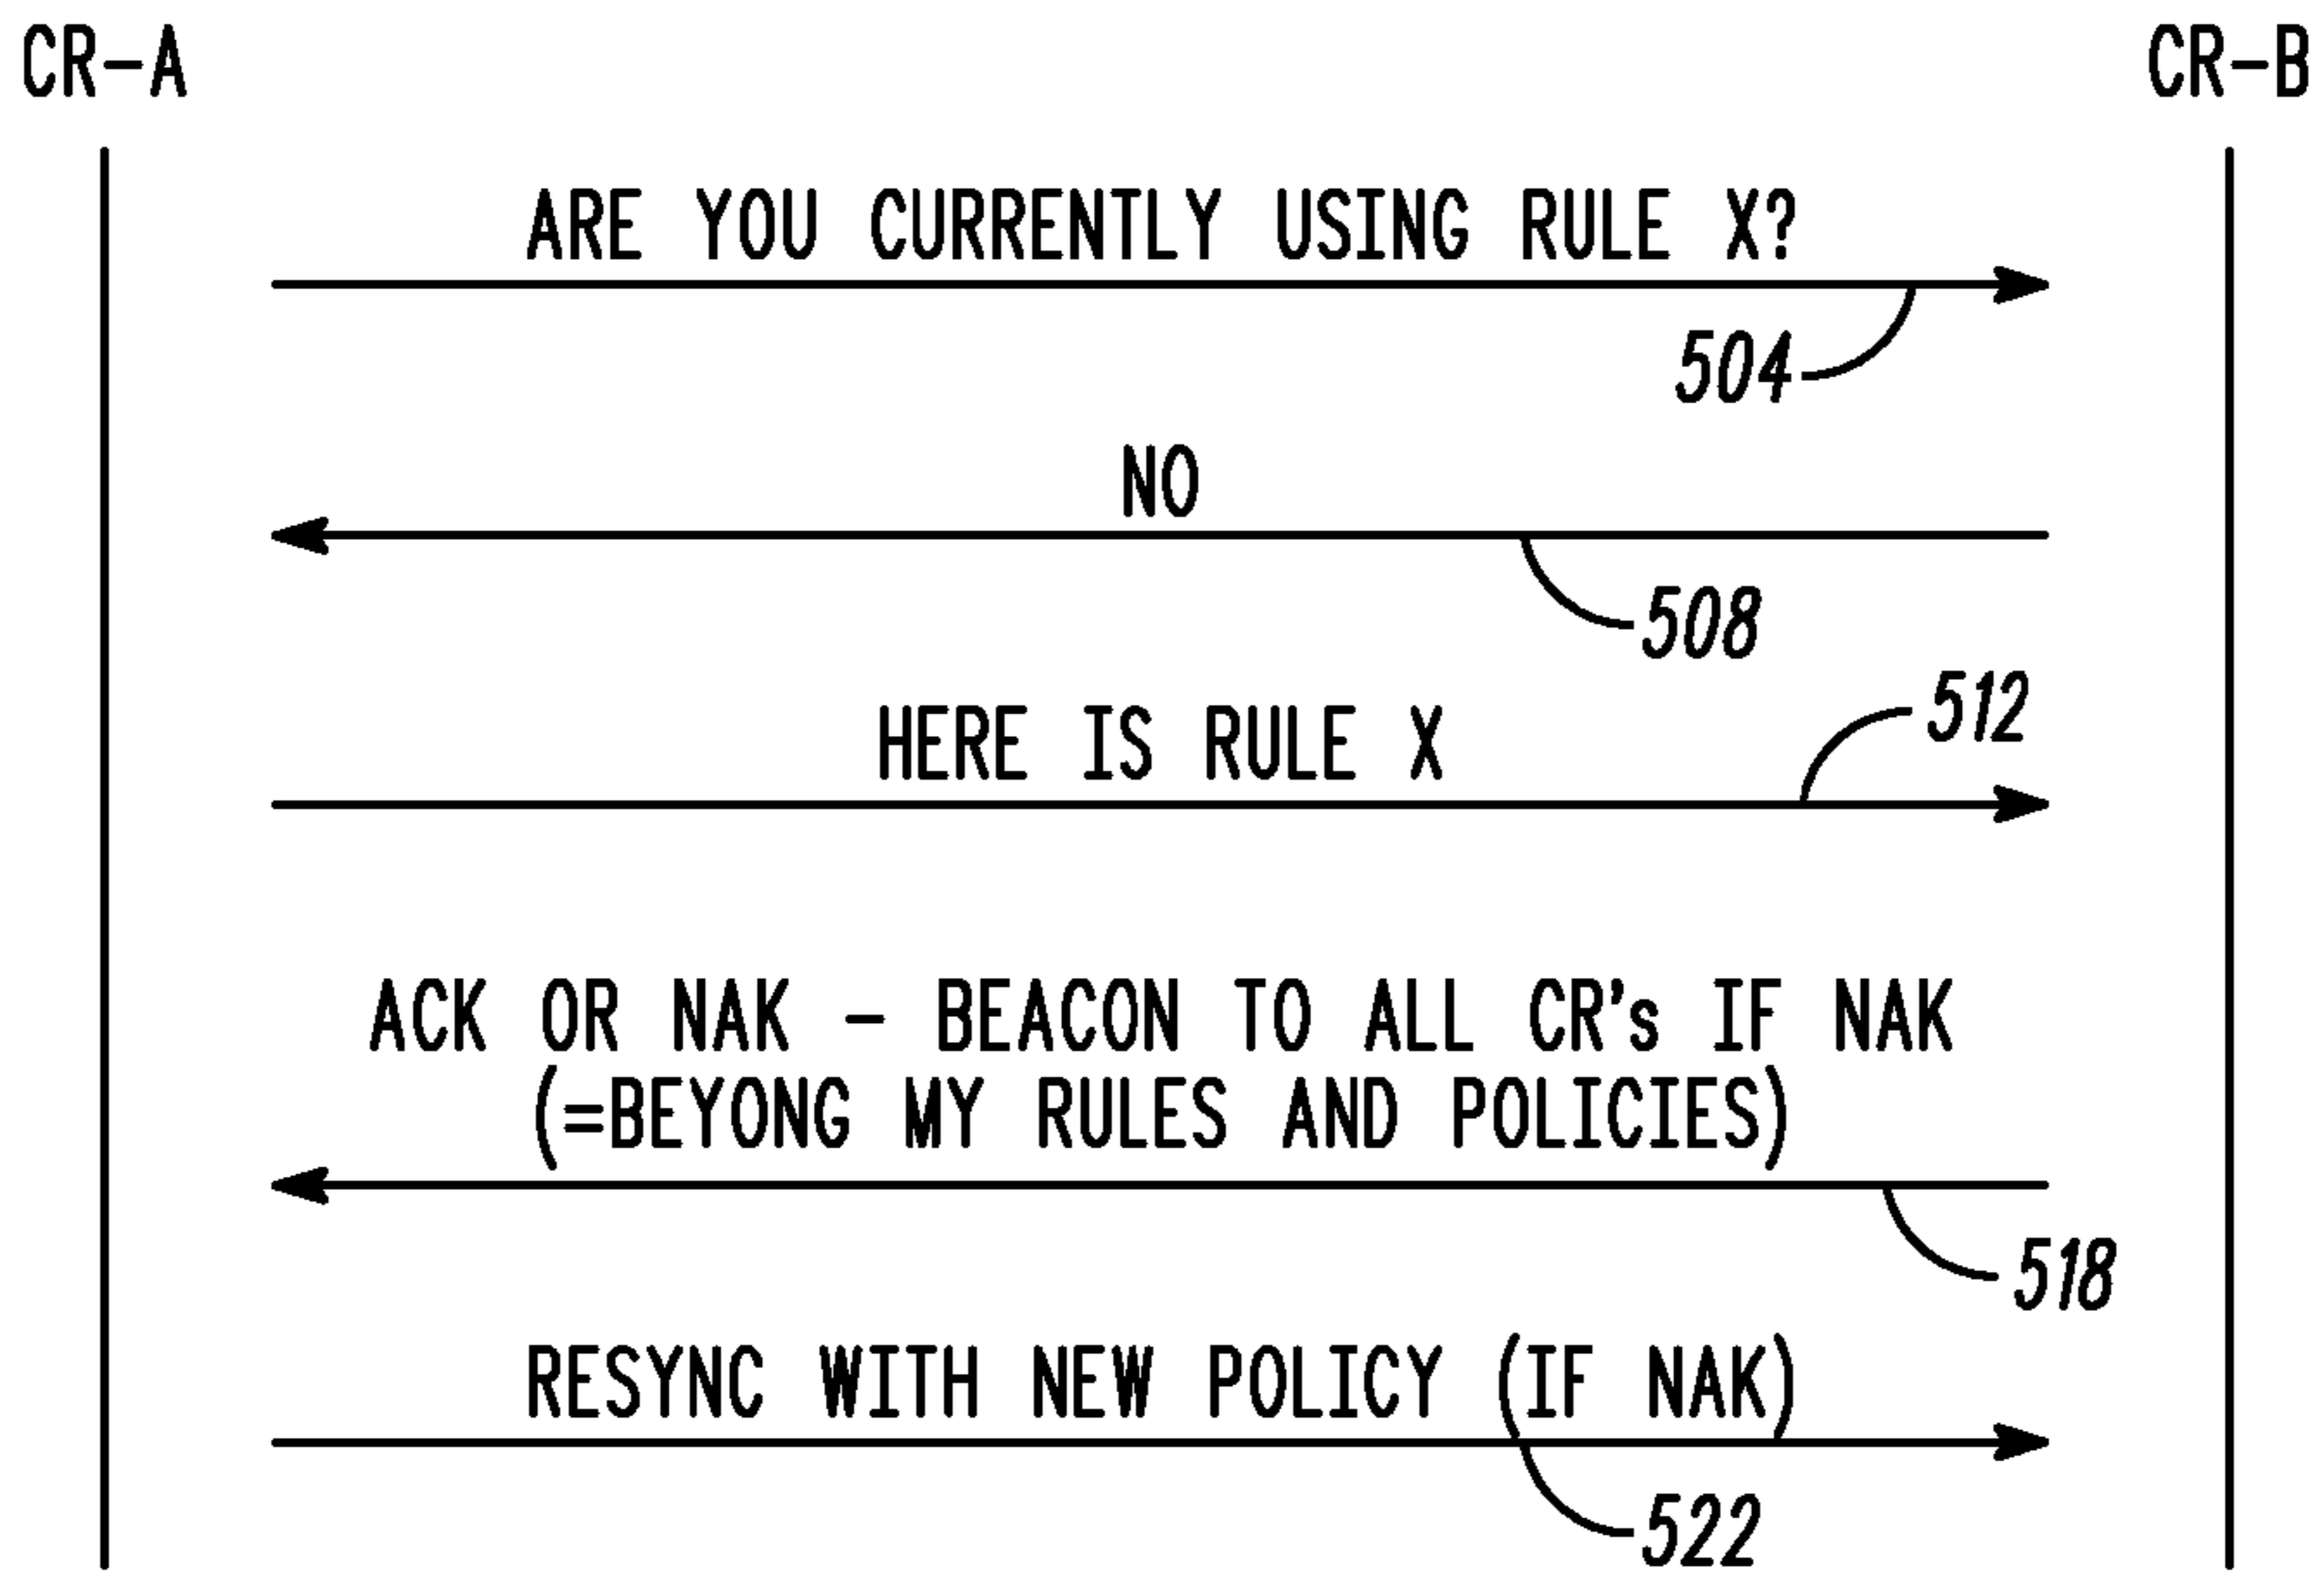 CR-A
CR-B
ARE YOU CURRENTLY USING RULE X?
504
NO
508
512
HERE IS RULE X
ACK OR NAK - BEACON TO ALL CR's IF NAK
(=BEYONG MY RULES AND POLICIES)
518
RESYNC WITH NEW POLICY (IF NAK)
522